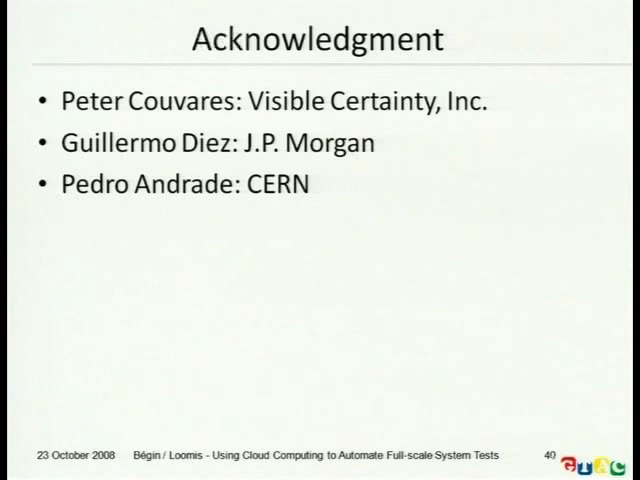 Acknowledgment
• Peter Couvares: Visible Certainty, Inc.
• Guillermo Diez: J.P. Morgan
• Pedro Andrade: CERN
23 October 2008 Bégin / Loomis - Using Cloud Computing to Automate Full-scale System Tests 40
GTAC